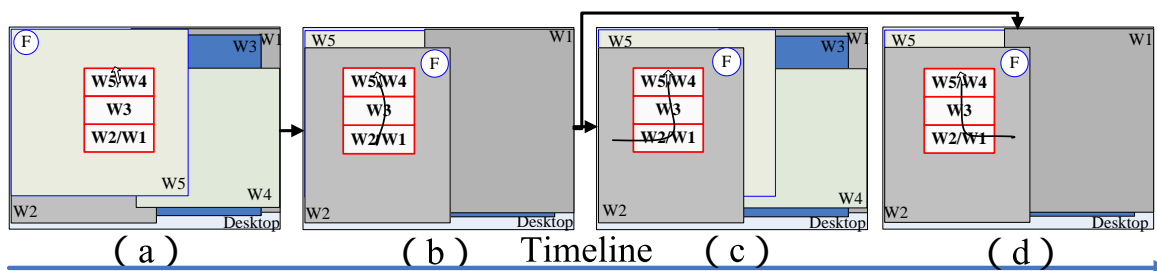 F
W1
W3
W5/W4
W3
W2/W1
W5
W4
W2
Desktop
W5
W1
F
W5/W4
W3
W2/W1
W2
Desktop
W5
W1
W3
F
W5/W4
W3
W2/W1
W4
W2
Desktop
W5
W1
F
W5/W4
W3
W2/W1
W2
Desktop
( a ) ( b ) Timeline ( c ) ( d )